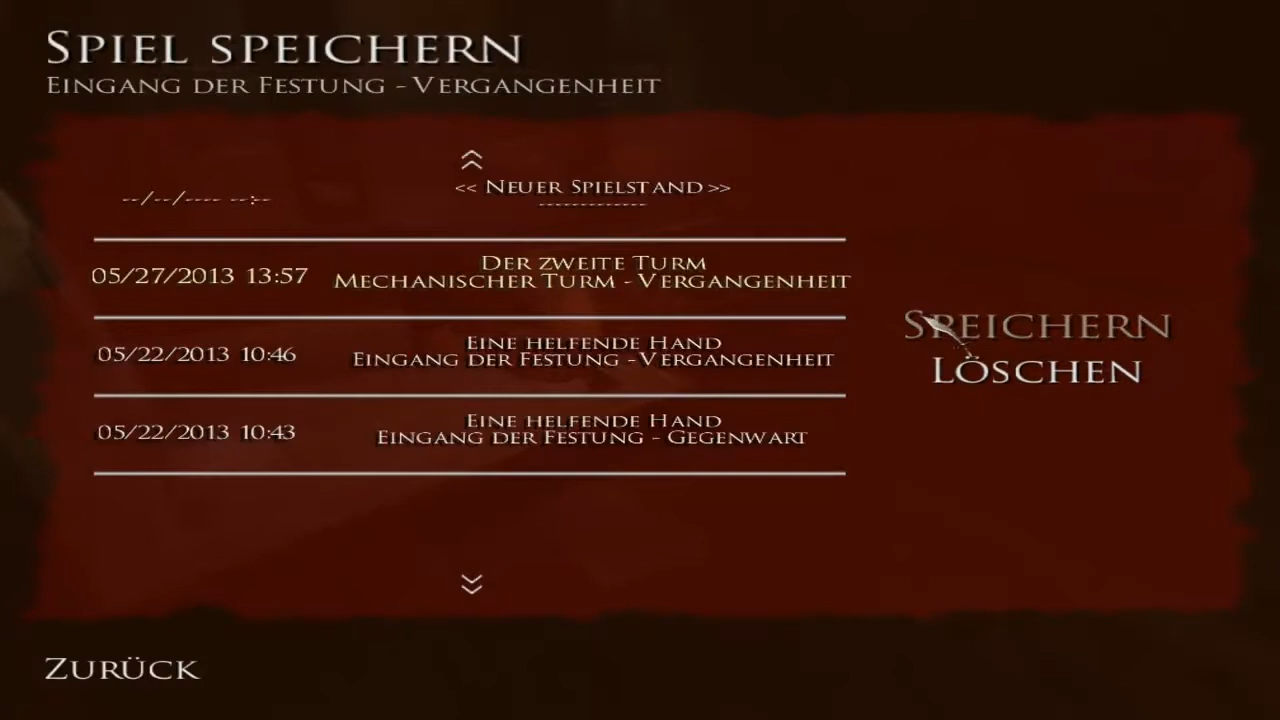 Spiel speichern
Eingang der Festung - Vergangenheit
<< Neuer Spielstand >>
--/--/---- --:--
-------------
Der zweite Turm
05/27/2013 13:57
Mechanischer Turm - Vergangenheit
Speichern
Eine helfende Hand
05/22/2013 10:46
Eingang der Festung - Vergangenheit
Löschen
Eine helfende Hand
05/22/2013 10:43
Eingang der Festung - Gegenwart
Zurück